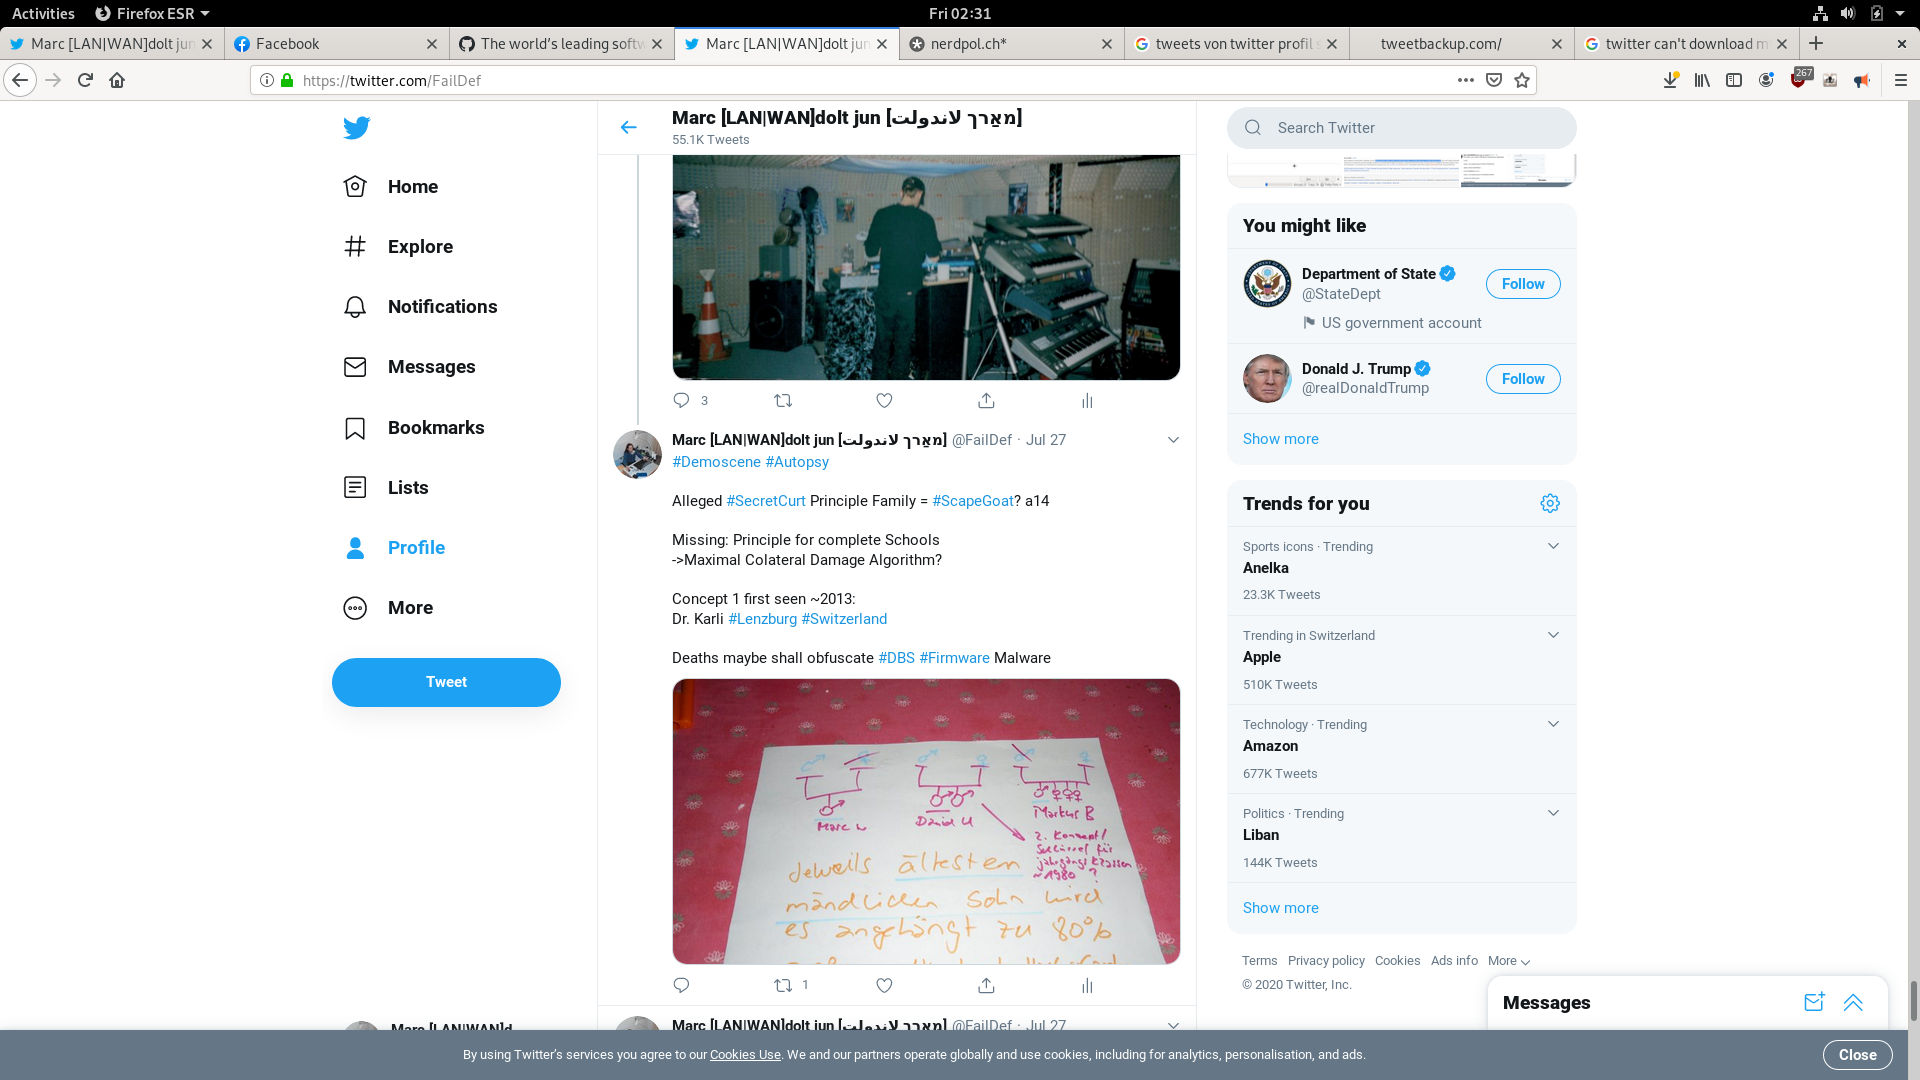 Activities
Firefox ESR
Fri 02:31
Marc [LAN|WAN]dolt jun
Facebook
The world's leading softw
Marc [LAN|WAN]dolt jun
nerdpol.ch*
tweets von twitter profil s
tweetbackup.com/
twitter can't download m
https://twitter.com/FailDef
267
Home
Explore
Notifications
Messages
Bookmarks
Lists
Profile
More
Tweet
Marc [LAN|WAN]d
Marc [LAN|WAN]dolt jun [מאַרך לאנדולת]
55.1K Tweets
3
Marc [LAN|WAN]dolt jun [מאַרך לאנדולת] @FailDef · Jul 27
#Demoscene #Autopsy
Alleged #SecretCurt Principle Family = #ScapeGoat? a14
Missing: Principle for complete Schools
->Maximal Colateral Damage Algorithm?
Concept 1 first seen ~2013:
Dr. Karli #Lenzburg #Switzerland
Deaths maybe shall obfuscate #DBS #Firmware Malware
Marc W
David U
Markus B
2. Konzept/
für
jahrgangsklassen
~1980 ?
Jeweils ältesten
männlichen Sohn wird
es angehängt zu 80%
1
Marc [LAN|WAN]dolt jun [מאַרך לאנדולת] @FailDef · Jul 27
Search Twitter
You might like
Department of State
@StateDept
US government account
Follow
Donald J. Trump
@realDonaldTrump
Follow
Show more
Trends for you
Sports icons · Trending
Anelka
23.3K Tweets
Trending in Switzerland
Apple
510K Tweets
Technology · Trending
Amazon
677K Tweets
Politics · Trending
Liban
144K Tweets
Show more
Terms Privacy policy Cookies Ads info More
© 2020 Twitter, Inc.
Messages
By using Twitter's services you agree to our Cookies Use. We and our partners operate globally and use cookies, including for analytics, personalisation, and ads.
Close